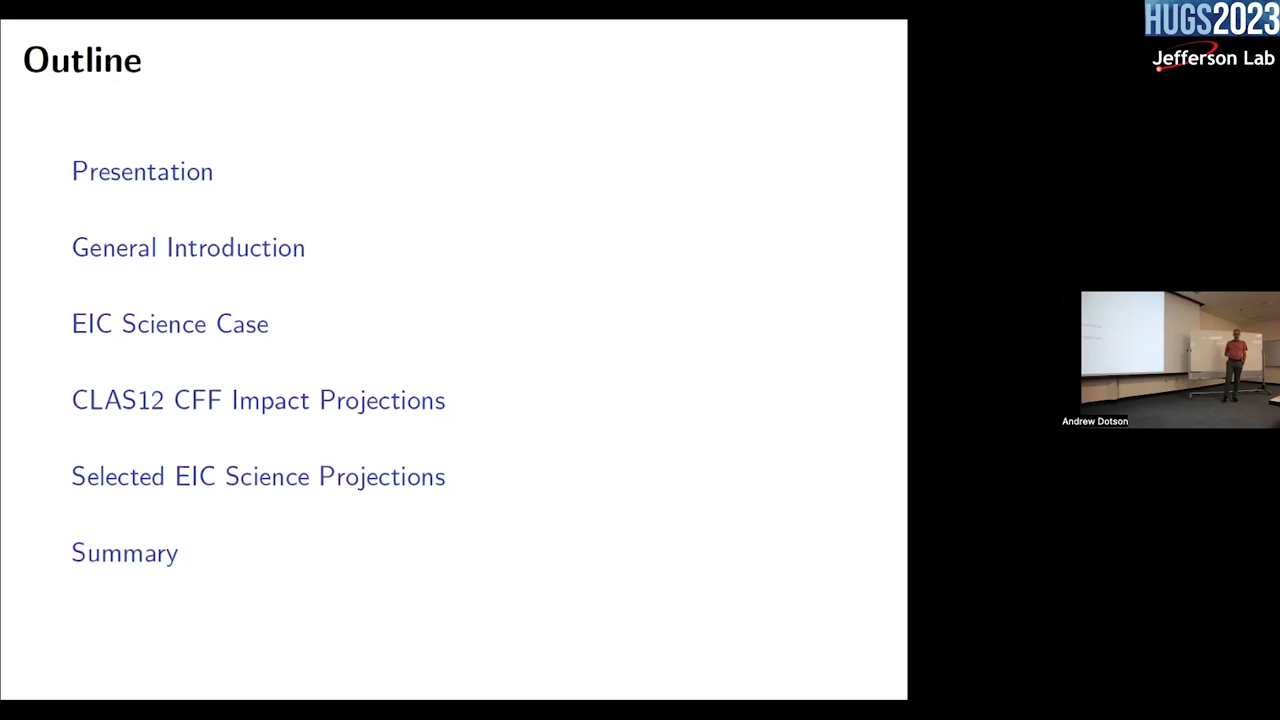 Outline
Presentation
General Introduction
EIC Science Case
CLAS12 CFF Impact Projections
Selected EIC Science Projections
Summary
HUGS2023
Jefferson Lab
Andrew Dotson